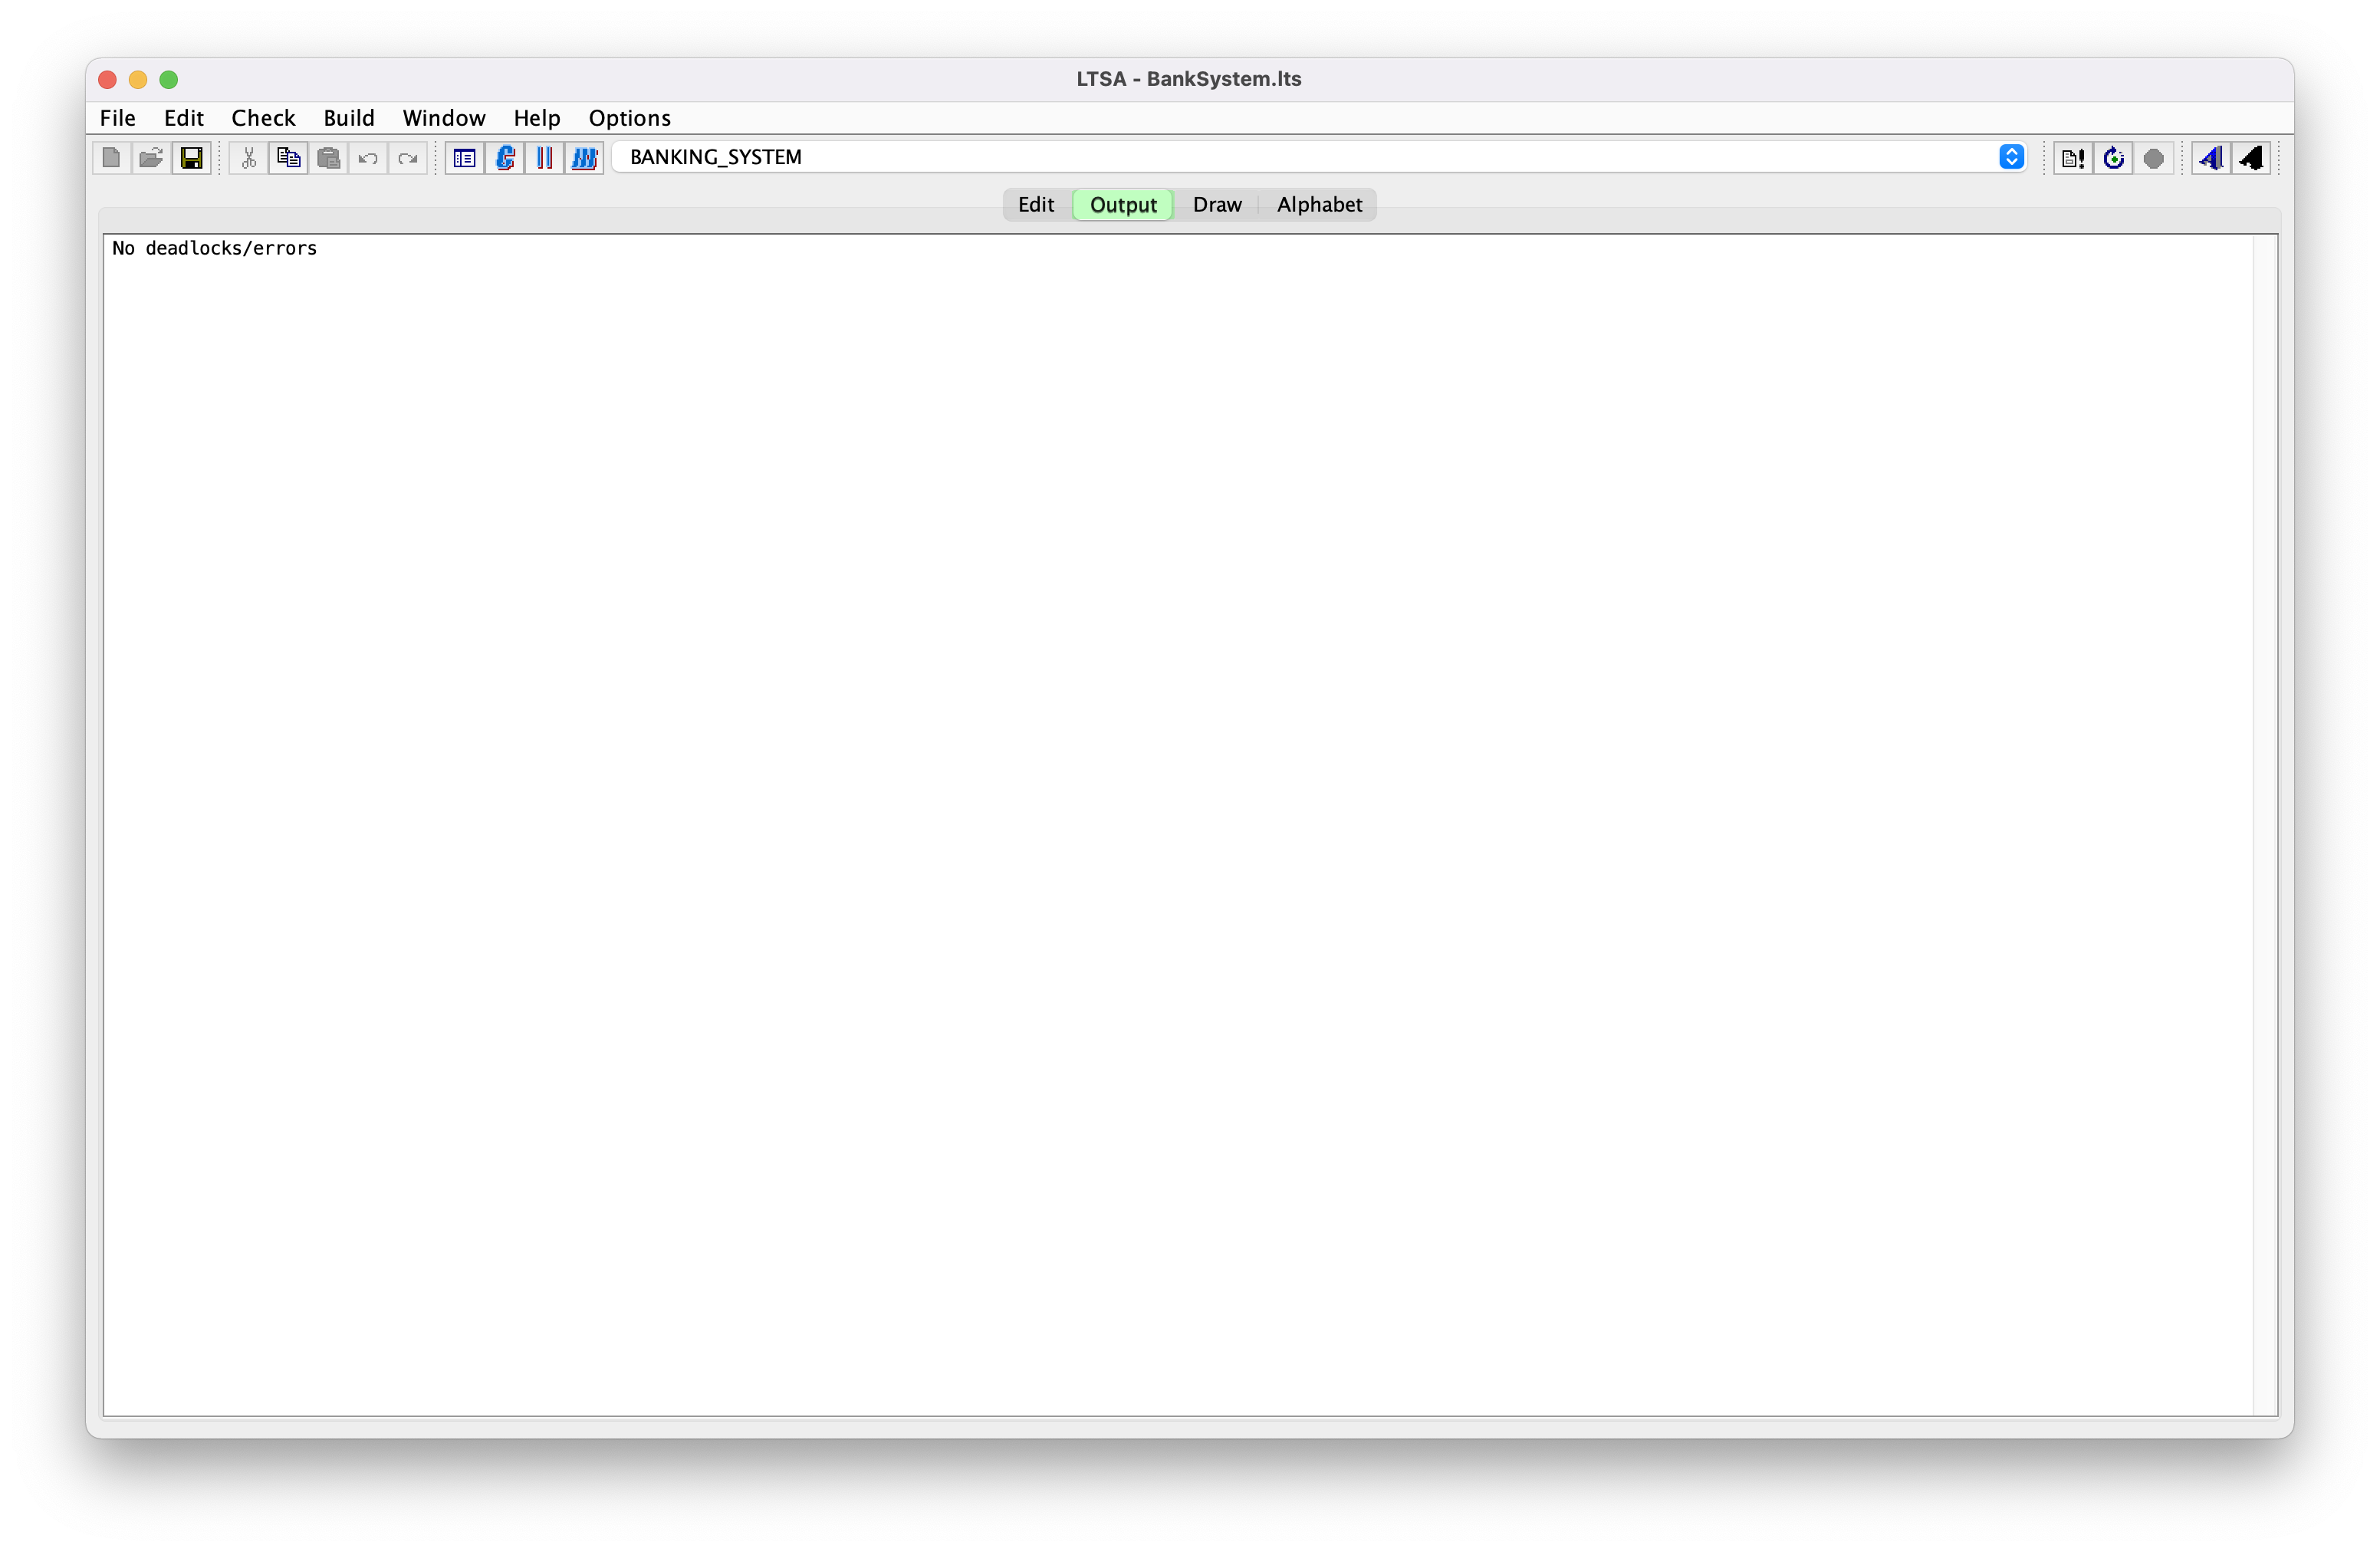 LTSA - BankSystem.lts
File Edit Check Build Window Help Options
BANKING_SYSTEM
Edit Output Draw Alphabet
No deadlocks/errors